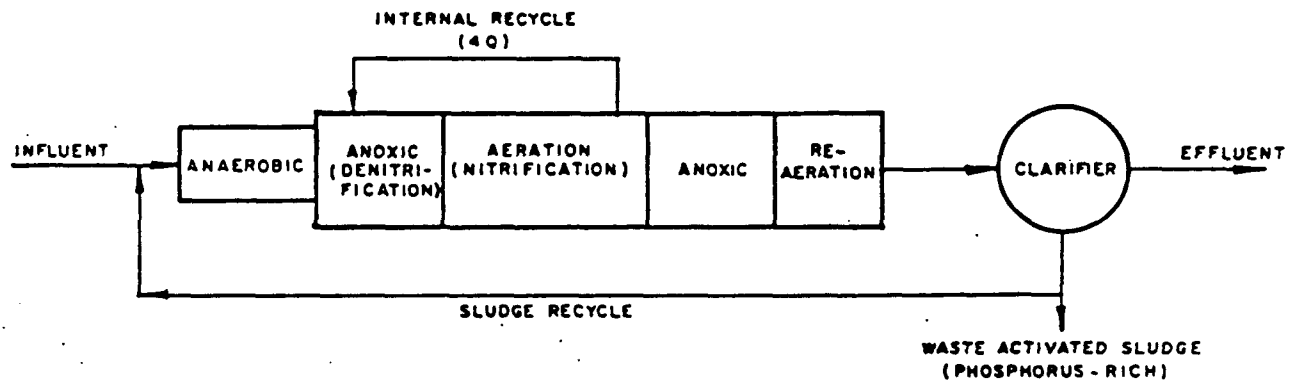 INTERNAL RECYCLE
(4Q)
INFLUENT
ANAEROBIC
ANOXIC
(DENITRI-
FICATION)
AERATION
(NITRIFICATION)
ANOXIC
RE-
AERATION
CLARIFIER
EFFLUENT
SLUDGE RECYCLE
WASTE ACTIVATED SLUDGE
(PHOSPHORUS-RICH)